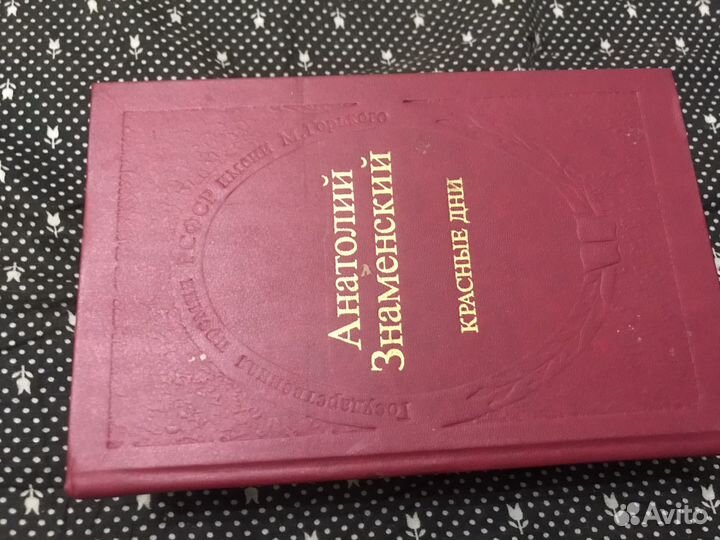 Государственная премия РСФСР имени М. Горького
Анатолий
Знаменский
КРАСНЫЕ ДНИ
Avito